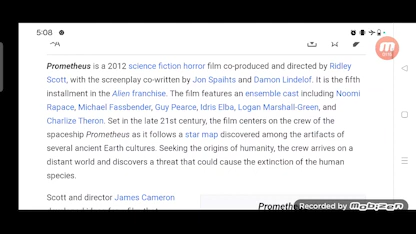 5:08
Prometheus is a 2012 science fiction horror film co-produced and directed by Ridley
Scott, with the screenplay co-written by Jon Spaihts and Damon Lindelof. It is the fifth
installment in the Alien franchise. The film features an ensemble cast including Noomi
Rapace, Michael Fassbender, Guy Pearce, Idris Elba, Logan Marshall-Green, and
Charlize Theron. Set in the late 21st century, the film centers on the crew of the
spaceship Prometheus as it follows a star map discovered among the artifacts of
several ancient Earth cultures. Seeking the origins of humanity, the crew arrives on a
distant world and discovers a threat that could cause the extinction of the human
species.
Scott and director James Cameron
Recorded by Mobizen